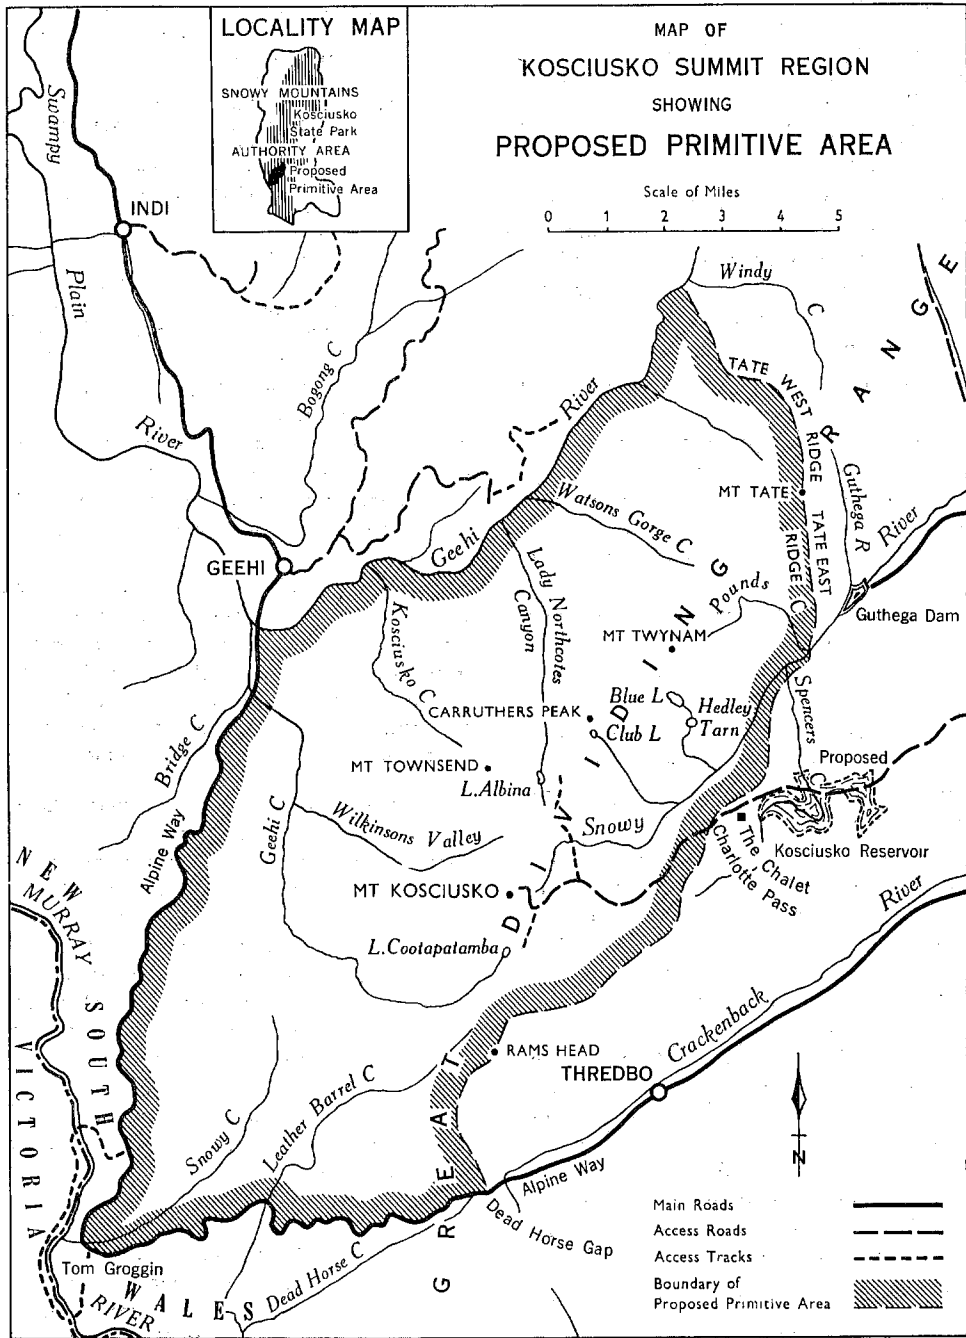 LOCALITY MAP
SNOWY MOUNTAINS
Kosciusko
State Park
AUTHORITY AREA
Proposed
Primitive Area
MAP OF
KOSCIUSKO SUMMIT REGION
SHOWING
PROPOSED PRIMITIVE AREA
Scale of Miles
0 1 2 3 4 5
Swampy
Plain
River
INDI
Bogong C
GEEHI
Geehi
River
Windy
C
TATE WEST
RIDGE
MT TATE
TATE EAST
RIDGE
Guthega R
River
Guthega Dam
Watsons Gorge C
Lady Northcotes
Canyon
Kosciusko C
Pounds
C
MT TWYNAM
Blue L
Hedley
Tarn
CARRUTHERS PEAK
Club L
Spencers
C
MT TOWNSEND
L.Albina
Proposed
Kosciusko Reservoir
Bridge C
Alpine Way
Geehi C
Wilkinsons Valley
Snowy
The Chalet
Charlotte Pass
MT KOSCIUSKO
L.Cootapatamba
GREAT DIVIDING RANGE
NEW
SOUTH
WALES
MURRAY
RIVER
VICTORIA
RAMS HEAD
THREDBO
Crackenback
River
Snowy C
Leather Barrel C
Alpine Way
Dead Horse Gap
Dead Horse C
Tom Groggin
N
Main Roads
Access Roads
Access Tracks
Boundary of
Proposed Primitive Area